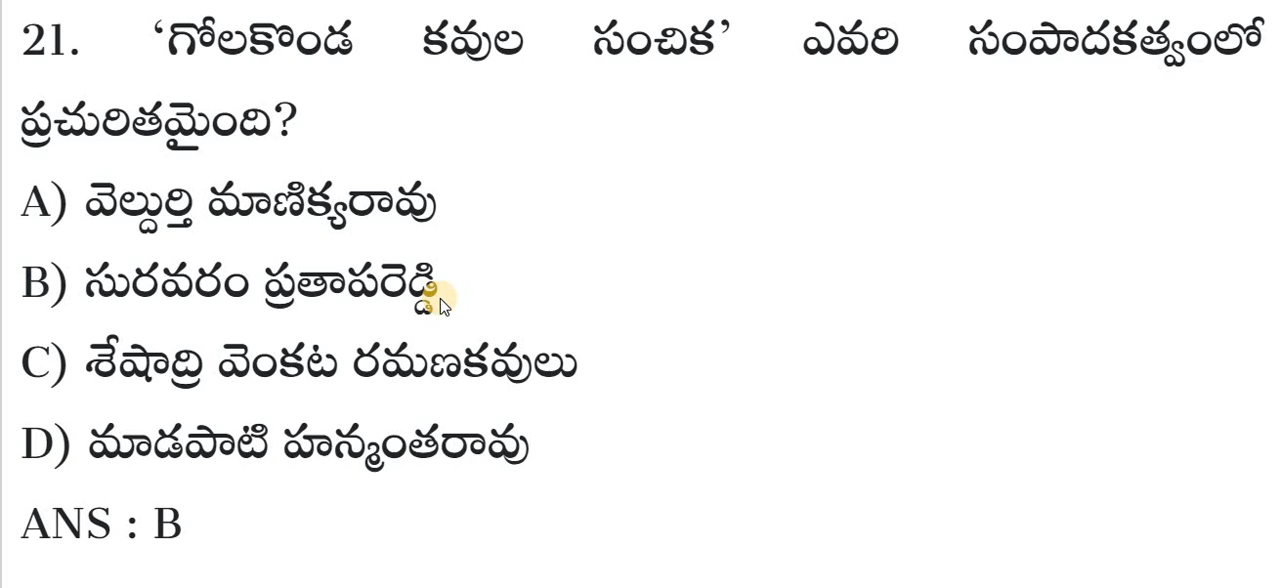 21. ‘గోలకొండ కవుల సంచిక’ ఎవరి సంపాదకత్వంలో
ప్రచురితమైంది?
A) వెల్దుర్తి మాణిక్యరావు
B) సురవరం ప్రతాపరెడ్డి
C) శేషాద్రి వెంకట రమణకవులు
D) మాడపాటి హన్మంతరావు
ANS : B